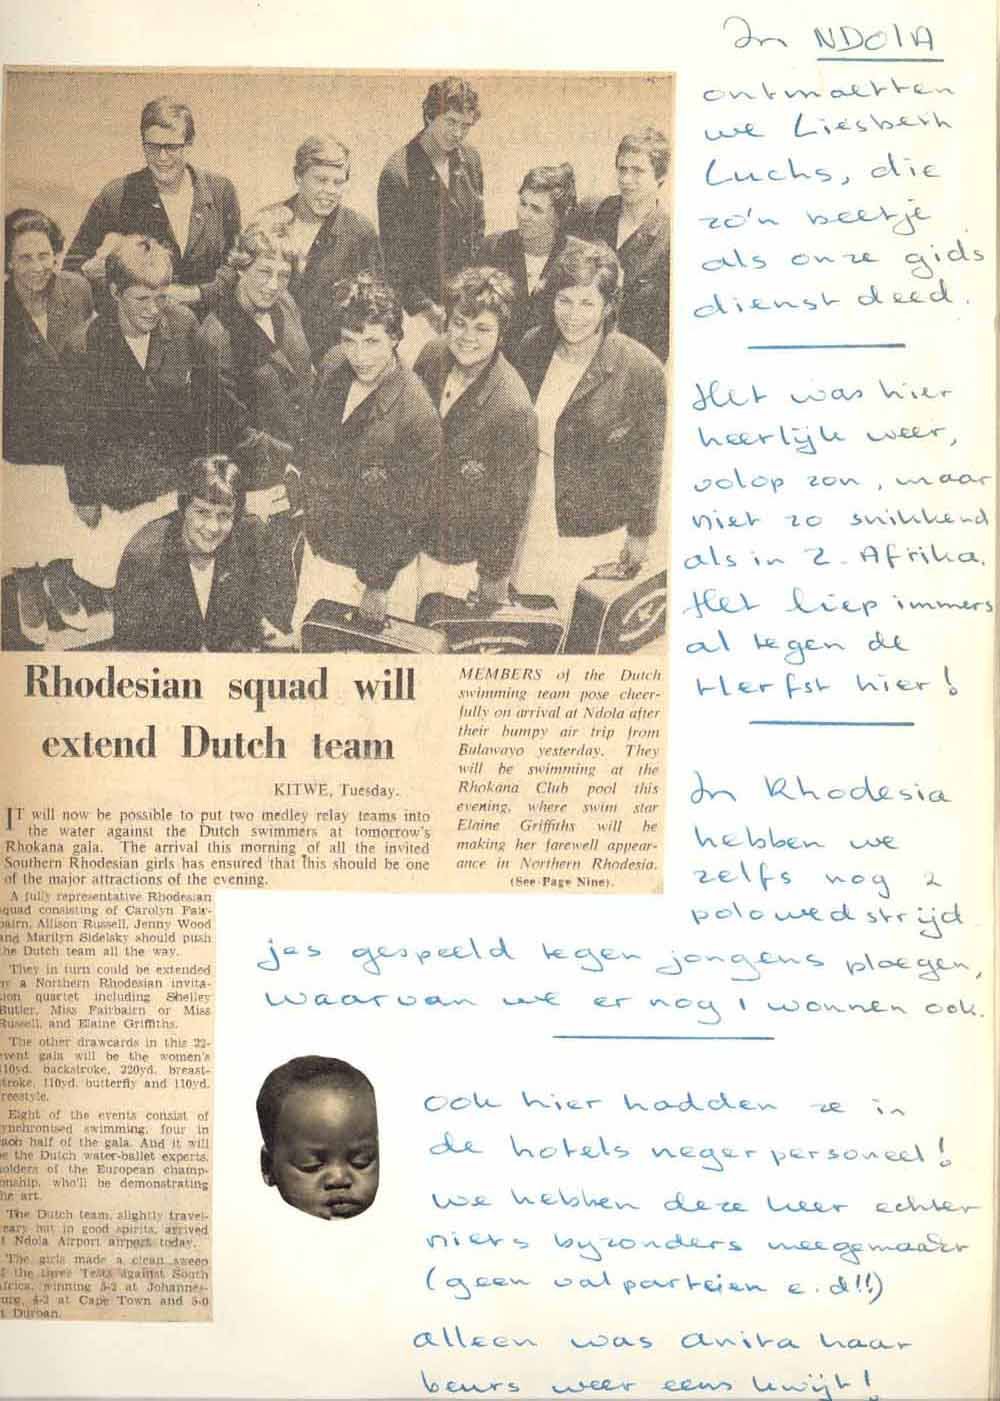 In NDOLA
ontmoetten
we Liesbeth
Luchs, die
zo'n beetje
als onze gids
dienst deed.
Het was hier
heerlijk weer,
volop zon, maar
niet zo snikkend
als in Z. Afrika.
Het liep immers
al tegen de
Herfst hier!
In Rhodesia
hebben we
zelfs nog 2
polo wedstrijd
jes gespeeld tegen jongens ploegen,
waarvan we er nog 1 wonnen ook.
Ook hier hadden ze in
de hotels neger personeel!
We hebben deze keer echter
niets byzonders meegemaakt
(geen valpartijen e.d!!)
alleen was Anita haar
beurs weer eens kwijt!
Rhodesian squad will
extend Dutch team
KITWE, Tuesday.
IT will now be possible to put two medley relay teams into
the water against the Dutch swimmers at tomorrow's
Rhokana gala. The arrival this morning of all the invited
Southern Rhodesian girls has ensured that this should be one
of the major attractions of the evening.
A fully representative Rhodesian
squad consisting of Carolyn Fair-
bairn, Allison Russell, Jenny Wood
and Marilyn Sidelsky should push
the Dutch team all the way.
They in turn could be extended
by a Northern Rhodesian invita-
tion quartet including Shelley
Butler, Miss Fairbairn or Miss
Russell, and Elaine Griffiths.
The other drawcards in this 22-
event gala will be the women's
110yd. backstroke, 220yd. breast-
stroke, 110yd. butterfly and 110yd.
freestyle.
Eight of the events consist of
synchronised swimming, four in
each half of the gala. And it will
be the Dutch water-ballet experts,
holders of the European champ-
ionship, who'll be demonstrating
the art.
The Dutch team, slightly travel-
weary but in good spirits, arrived
at Ndola Airport airport today.
The girls made a clean sweep
of the three Tests against South
Africa, winning 5-2 at Johannes-
burg, 4-3 at Cape Town and 5-0
at Durban.
MEMBERS of the Dutch
swimming team pose cheer-
fully on arrival at Ndola after
their bumpy air trip from
Bulawayo yesterday. They
will be swimming at the
Rhokana Club pool this
evening, where swim star
Elaine Griffiths will be
making her farewell appear-
ance in Northern Rhodesia.
(See Page Nine).